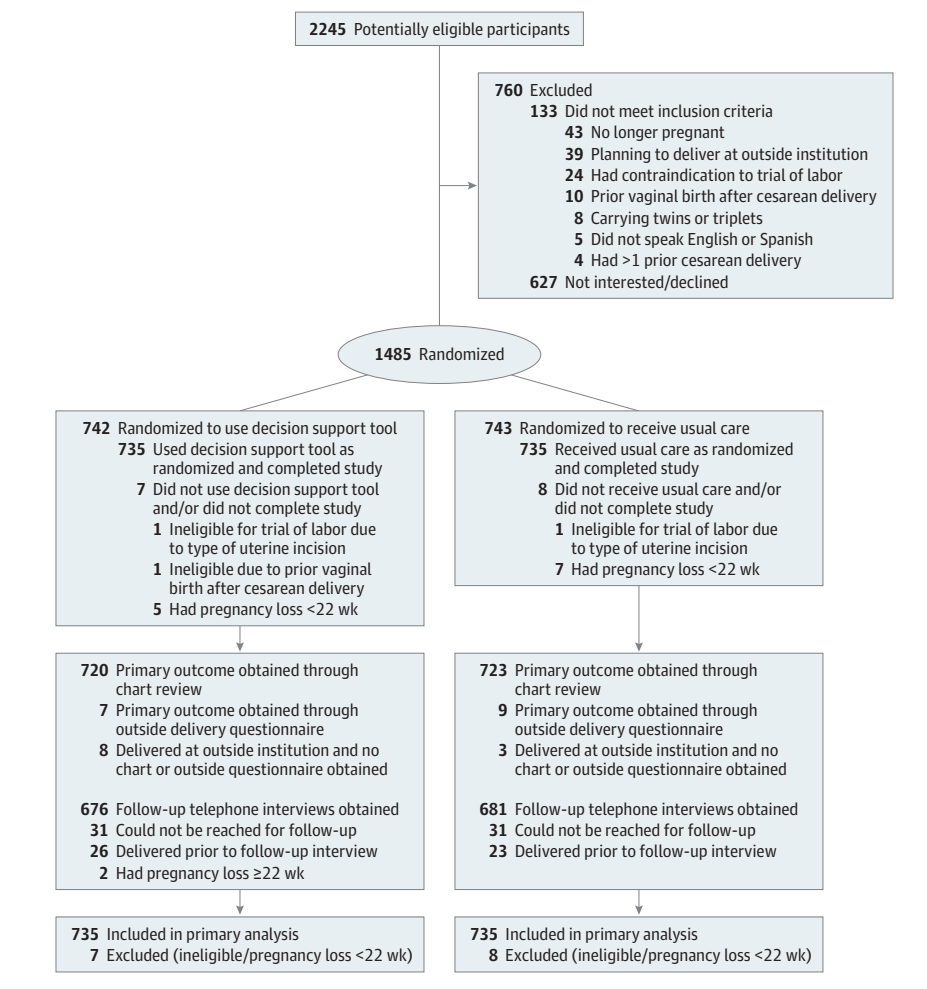 2245 Potentially eligible participants
760 Excluded
133 Did not meet inclusion criteria
43 No longer pregnant
39 Planning to deliver at outside institution
24 Had contraindication to trial of labor
10 Prior vaginal birth after cesarean delivery
8 Carrying twins or triplets
5 Did not speak English or Spanish
4 Had >1 prior cesarean delivery
627 Not interested/declined
1485 Randomized
742 Randomized to use decision support tool
735 Used decision support tool as
randomized and completed study
7 Did not use decision support tool
and/or did not complete study
1 Ineligible for trial of labor due
to type of uterine incision
1 Ineligible due to prior vaginal
birth after cesarean delivery
5 Had pregnancy loss <22 wk
743 Randomized to receive usual care
735 Received usual care as randomized
and completed study
8 Did not receive usual care and/or
did not complete study
1 Ineligible for trial of labor due
to type of uterine incision
7 Had pregnancy loss <22 wk
720 Primary outcome obtained through
chart review
7 Primary outcome obtained through
outside delivery questionnaire
8 Delivered at outside institution and no
chart or outside questionnaire obtained
676 Follow-up telephone interviews obtained
31 Could not be reached for follow-up
26 Delivered prior to follow-up interview
2 Had pregnancy loss ≥22 wk
723 Primary outcome obtained through
chart review
9 Primary outcome obtained through
outside delivery questionnaire
3 Delivered at outside institution and no
chart or outside questionnaire obtained
681 Follow-up telephone interviews obtained
31 Could not be reached for follow-up
23 Delivered prior to follow-up interview
735 Included in primary analysis
7 Excluded (ineligible/pregnancy loss <22 wk)
735 Included in primary analysis
8 Excluded (ineligible/pregnancy loss <22 wk)